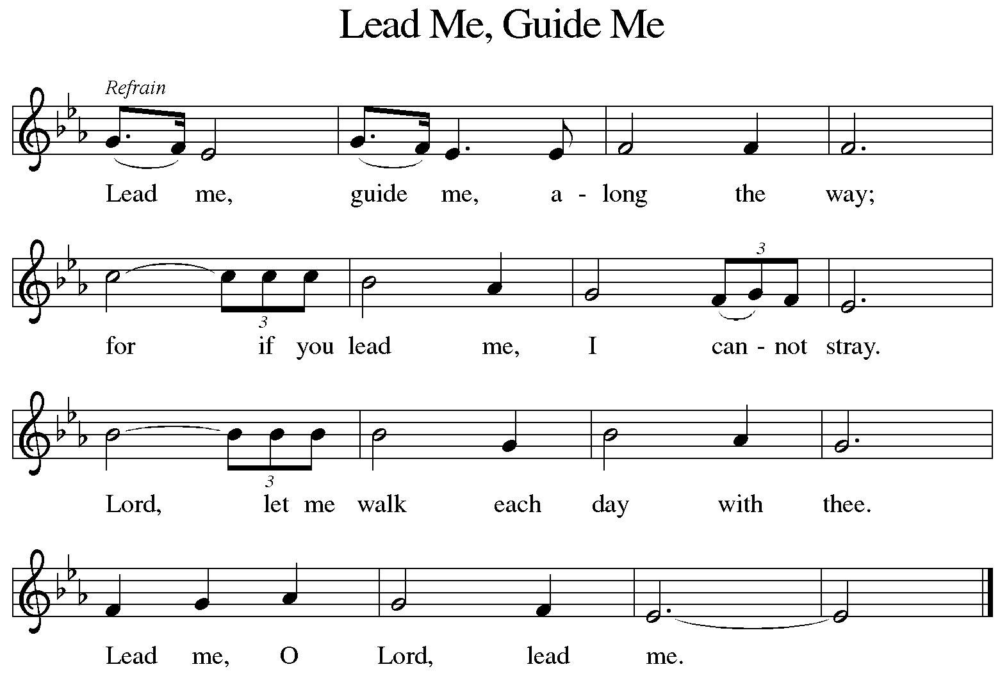 Lead Me, Guide Me
Refrain
Lead me, guide me, a - long the way;
3
3
for if you lead me, I can - not stray.
3
Lord, let me walk each day with thee.
Lead me, O Lord, lead me.